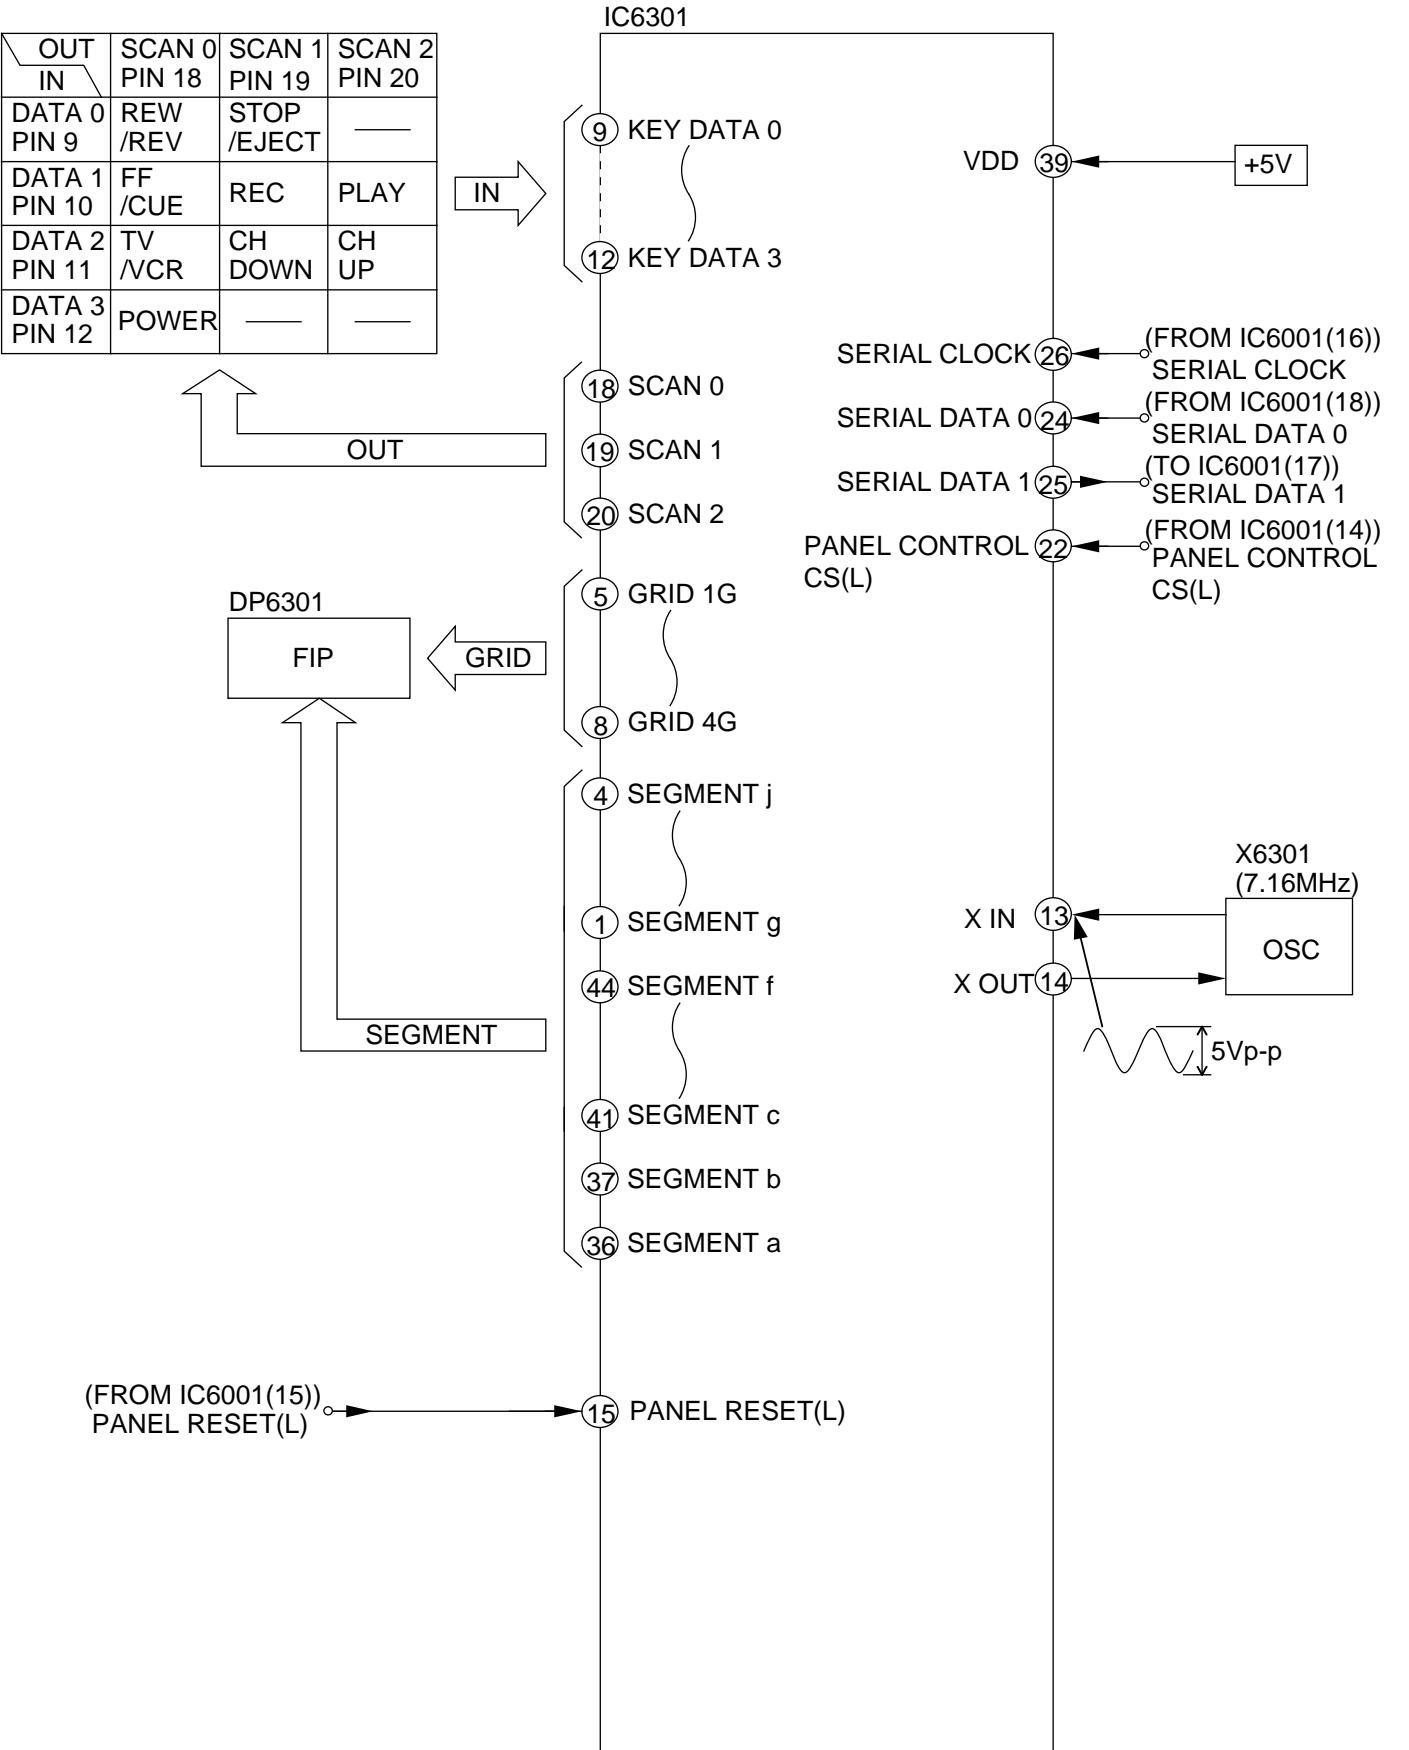 IC6301
OUT
IN
SCAN 0
PIN 18
SCAN 1
PIN 19
SCAN 2
PIN 20
DATA 0
PIN 9
REW
/REV
STOP
/EJECT
DATA 1
PIN 10
FF
/CUE
REC
PLAY
DATA 2
PIN 11
TV
/VCR
CH
DOWN
CH
UP
DATA 3
PIN 12
POWER
IN
OUT
9 KEY DATA 0
12 KEY DATA 3
18 SCAN 0
19 SCAN 1
20 SCAN 2
DP6301
FIP
GRID
5 GRID 1G
8 GRID 4G
SEGMENT
4 SEGMENT j
1 SEGMENT g
44 SEGMENT f
41 SEGMENT c
37 SEGMENT b
36 SEGMENT a
(FROM IC6001(15))
PANEL RESET(L)
15 PANEL RESET(L)
VDD 39
+5V
SERIAL CLOCK 26
(FROM IC6001(16))
SERIAL CLOCK
SERIAL DATA 0 24
(FROM IC6001(18))
SERIAL DATA 0
SERIAL DATA 1 25
(TO IC6001(17))
SERIAL DATA 1
PANEL CONTROL 22
CS(L)
(FROM IC6001(14))
PANEL CONTROL
CS(L)
X6301
(7.16MHz)
X IN 13
OSC
X OUT 14
5Vp-p